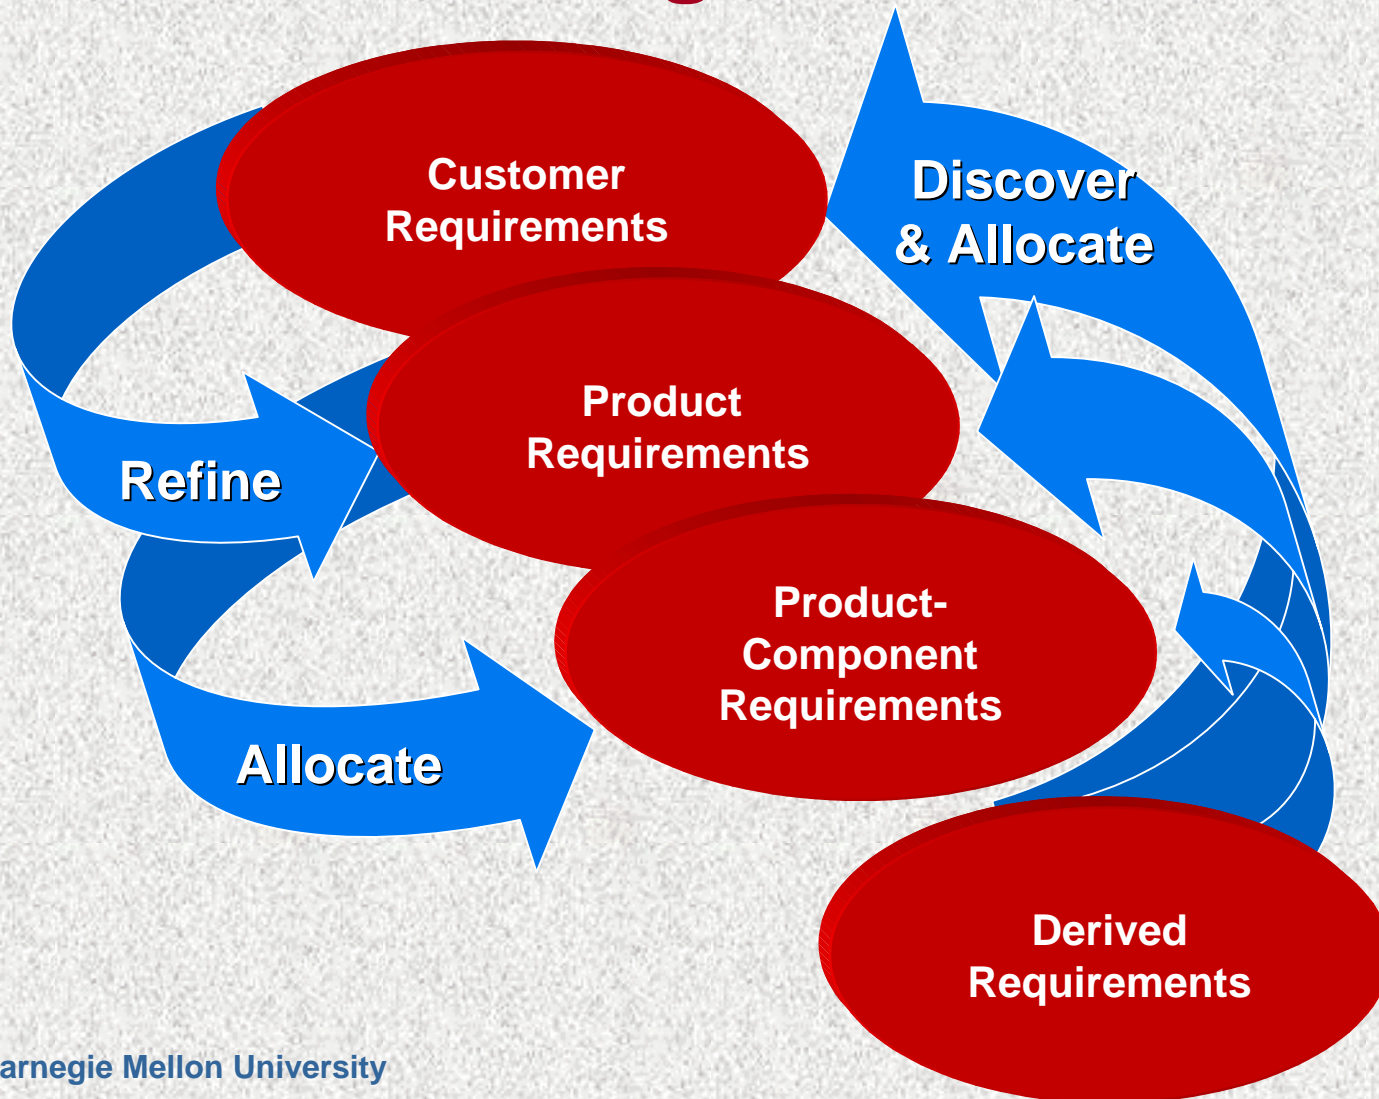 Customer
Requirements
Discover
& Allocate
Product
Requirements
Refine
Product-
Component
Requirements
Allocate
Derived
Requirements
arnegie Mellon University